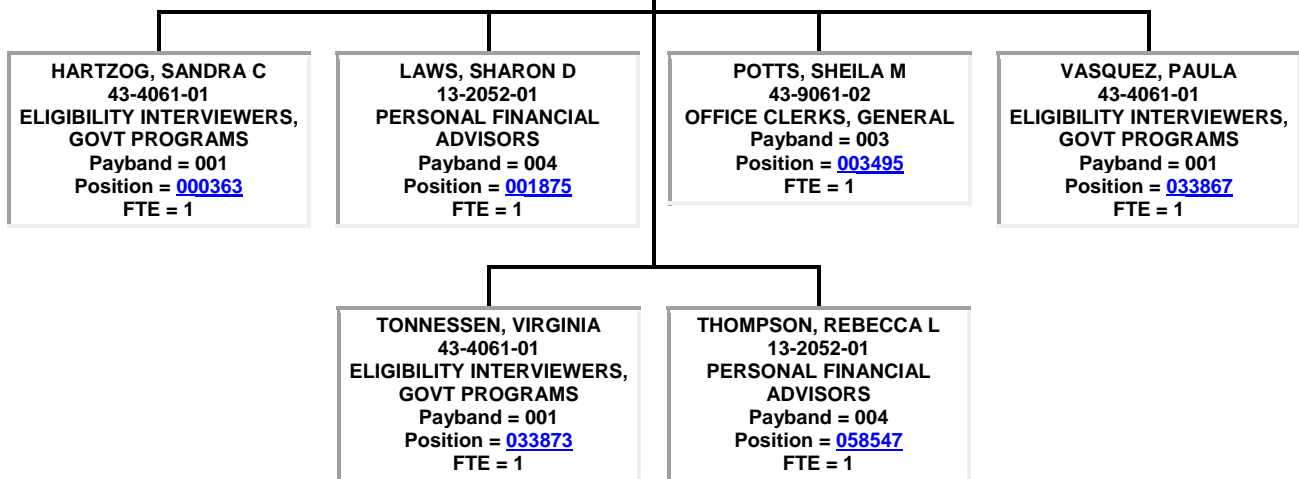 HARTZOG, SANDRA C
43-4061-01
ELIGIBILITY INTERVIEWERS,
GOVT PROGRAMS
Payband = 001
Position = 000363
FTE = 1
LAWS, SHARON D
13-2052-01
PERSONAL FINANCIAL
ADVISORS
Payband = 004
Position = 001875
FTE = 1
POTTS, SHEILA M
43-9061-02
OFFICE CLERKS, GENERAL
Payband = 003
Position = 003495
FTE = 1
VASQUEZ, PAULA
43-4061-01
ELIGIBILITY INTERVIEWERS,
GOVT PROGRAMS
Payband = 001
Position = 033867
FTE = 1
TONNESSEN, VIRGINIA
43-4061-01
ELIGIBILITY INTERVIEWERS,
GOVT PROGRAMS
Payband = 001
Position = 033873
FTE = 1
THOMPSON, REBECCA L
13-2052-01
PERSONAL FINANCIAL
ADVISORS
Payband = 004
Position = 058547
FTE = 1